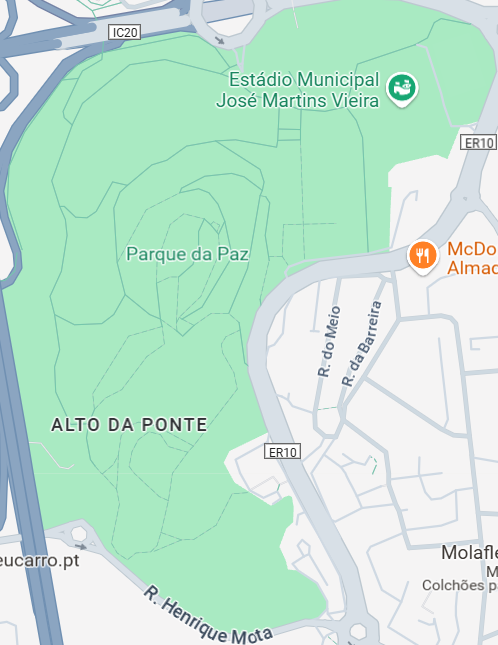 IC20
Estádio Municipal
José Martins Vieira
ER10
Parque da Paz
McDo
Almad
R. do Meio
R. da Barreira
ALTO DA PONTE
ER10
eucarro.pt
Molafle
M
Colchões p
R. Henrique Mota